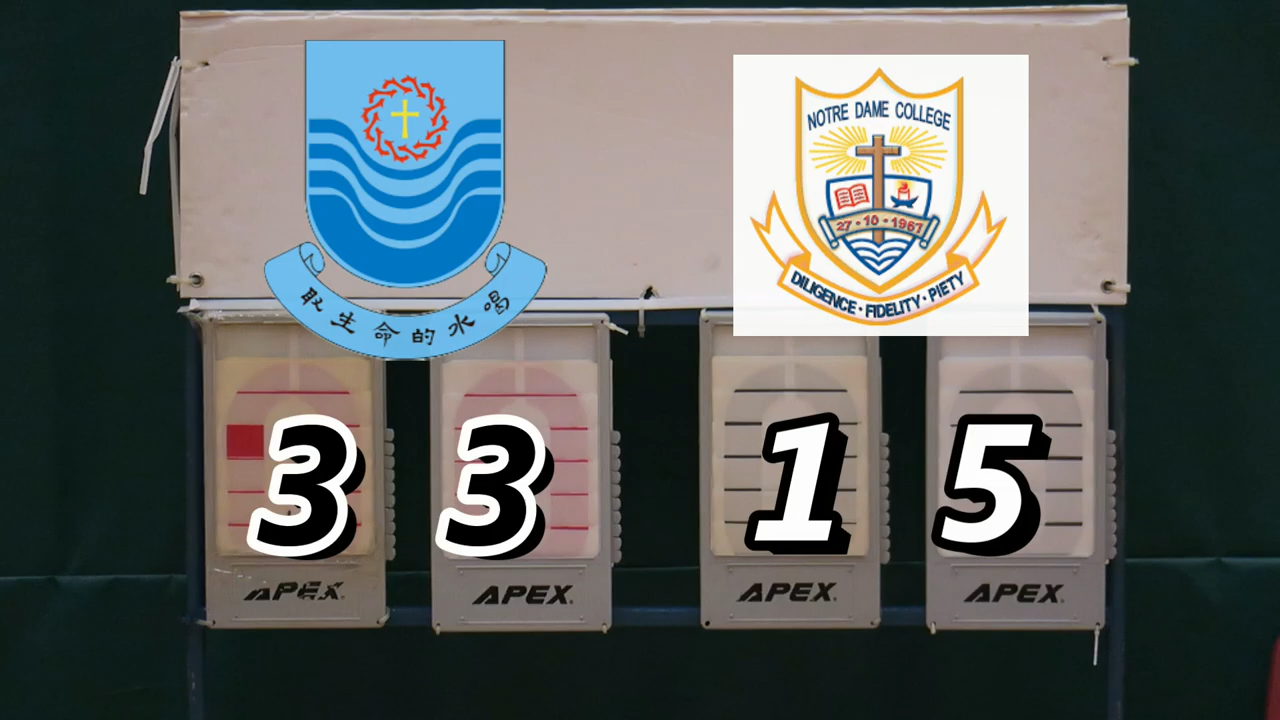 取生命的水喝
NOTRE DAME COLLEGE
27·10·1967
DILIGENCE·FIDELITY·PIETY
3 3 1 5
APEX. APEX. APEX. APEX.